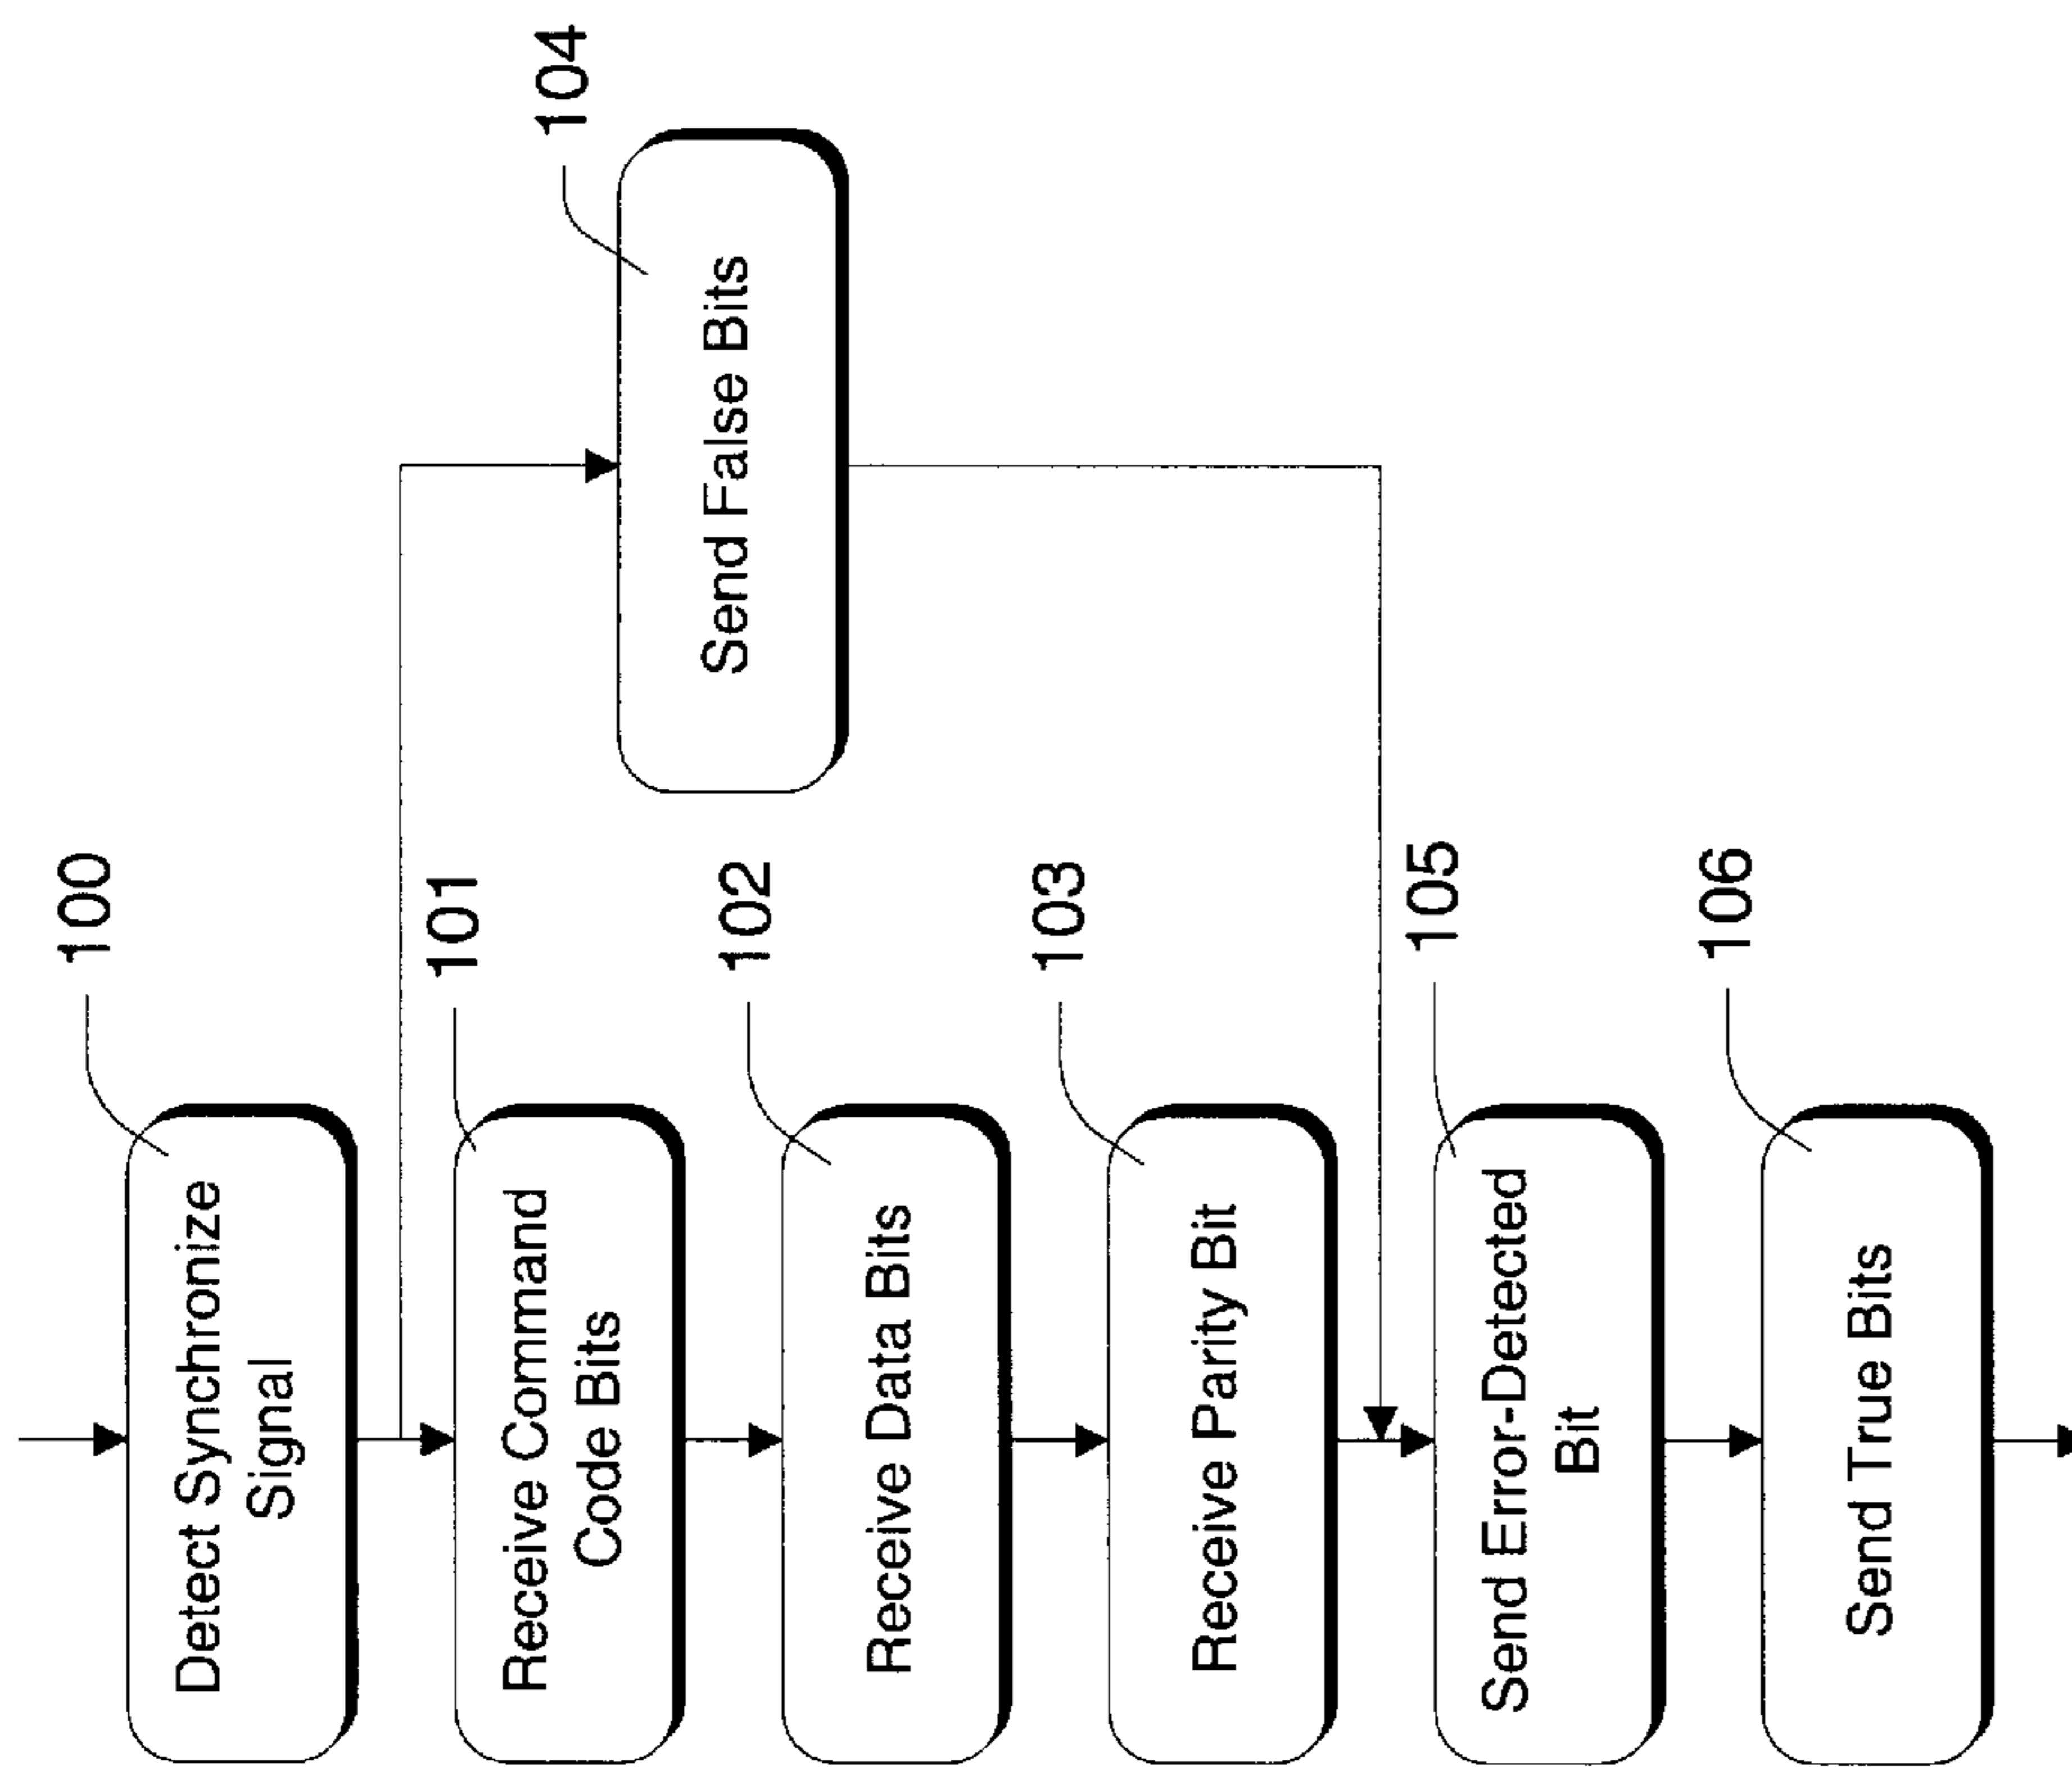 100
Detect Synchronize
Signal
101
Receive Command
Code Bits
102
Receive Data Bits
103
Receive Parity Bit
104
Send False Bits
105
Send Error-Detected
Bit
106
Send True Bits